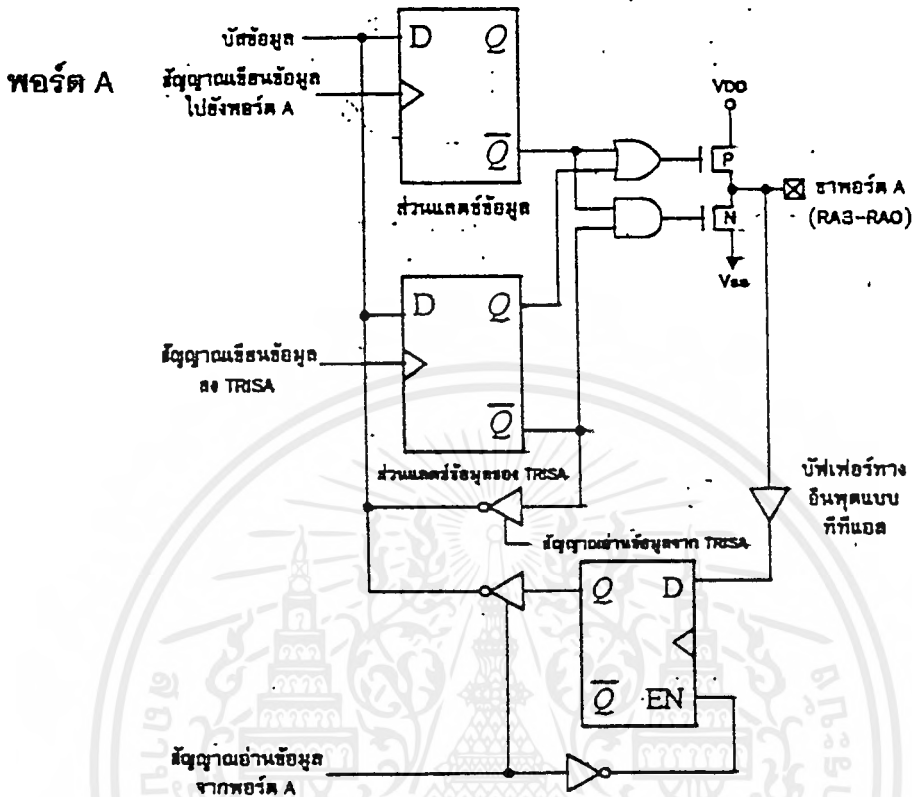 พอร์ต A
บัสข้อมูล
สัญญาณเขียนข้อมูล
ไปยังพอร์ต A
D
Q
Q
ส่วนแลตช์ข้อมูล
VDD
P
N
Vss
ขาพอร์ต A
(RA3-RA0)
D
Q
Q
สัญญาณเขียนข้อมูล
ลง TRISA
ส่วนแลตช์ข้อมูลของ TRISA
สัญญาณอ่านข้อมูลจาก TRISA
บัฟเฟอร์ทาง
อินพุตแบบ
ทีทีแอล
Q
D
Q
EN
สัญญาณอ่านข้อมูล
จากพอร์ต A